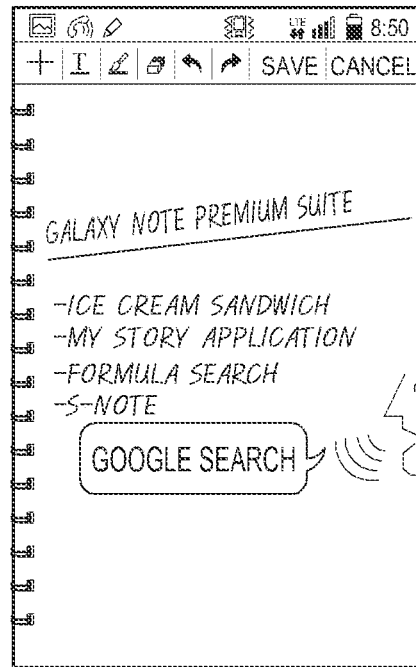 LTE 8:50
T SAVE CANCEL
GALAXY NOTE PREMIUM SUITE
-ICE CREAM SANDWICH
-MY STORY APPLICATION
-FORMULA SEARCH
-S-NOTE
GOOGLE SEARCH